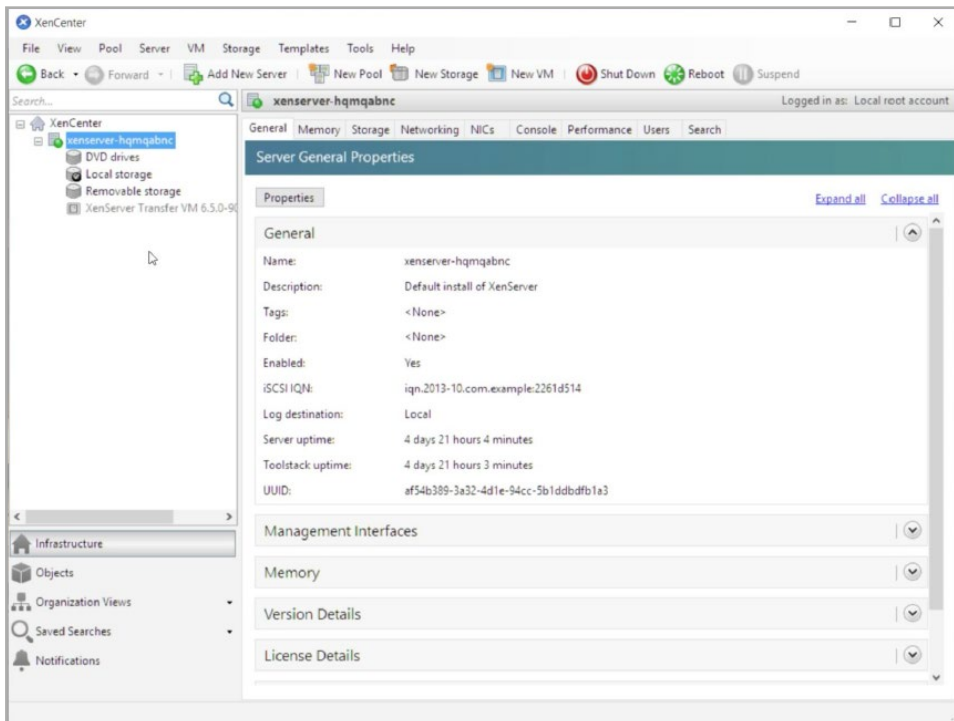 XenCenter
File View Pool Server VM Storage Templates Tools Help
Back Forward Add New Server New Pool New Storage New VM Shut Down Reboot Suspend
Search...
xenserver-hqmqabnc Logged in as: Local root account
XenCenter
xenserver-hqmqabnc
DVD drives
Local storage
Removable storage
XenServer Transfer VM 6.5.0-90
General Memory Storage Networking NICs Console Performance Users Search
Server General Properties
Properties Expand all Collapse all
General
Name: xenserver-hqmqabnc
Description: Default install of XenServer
Tags: <None>
Folder: <None>
Enabled: Yes
iSCSI IQN: iqn.2013-10.com.example:2261d514
Log destination: Local
Server uptime: 4 days 21 hours 4 minutes
Toolstack uptime: 4 days 21 hours 3 minutes
UUID: af54b389-3a32-4d1e-94cc-5b1ddbdfb1a3
Management Interfaces
Memory
Version Details
License Details
Infrastructure
Objects
Organization Views
Saved Searches
Notifications